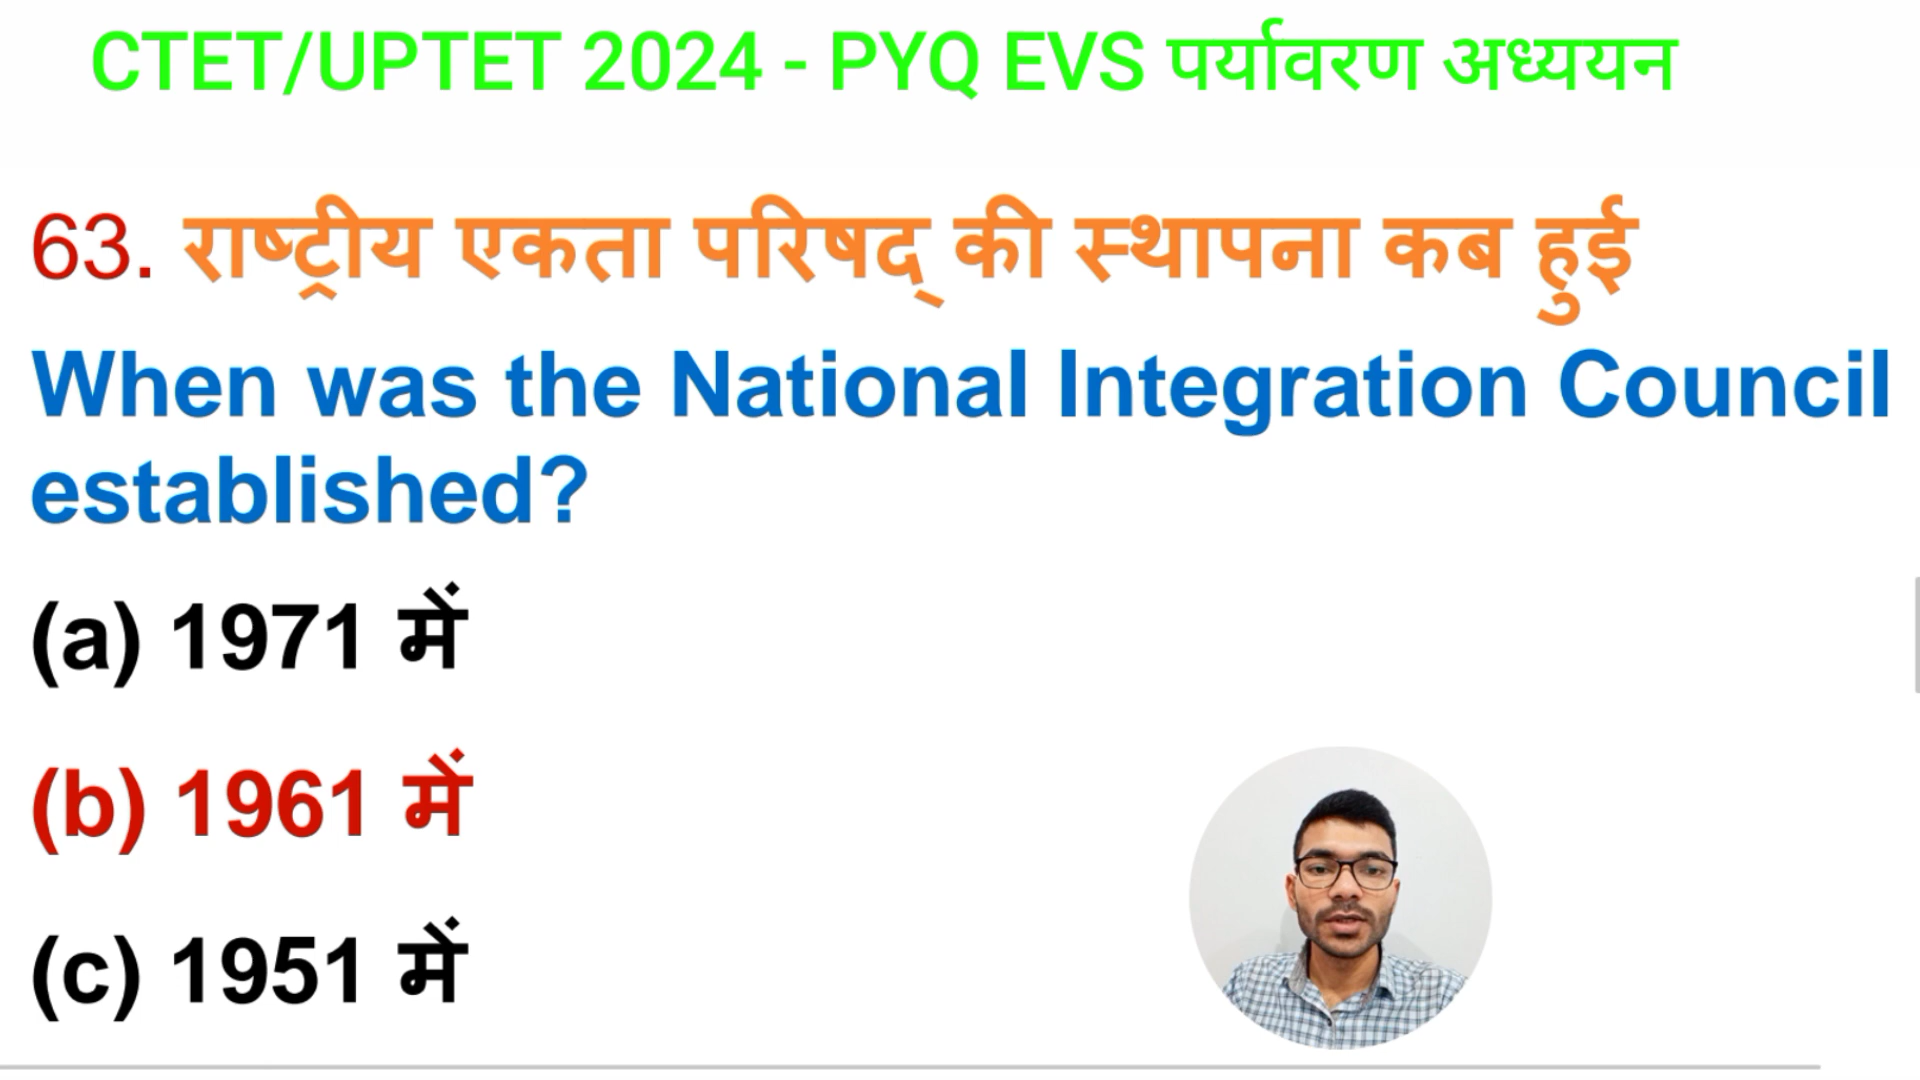 CTET/UPTET 2024 - PYQ EVS पर्यावरण अध्ययन
63. राष्ट्रीय एकता परिषद् की स्थापना कब हुई
When was the National Integration Council
established?
(a) 1971 में
(b) 1961 में
(c) 1951 में